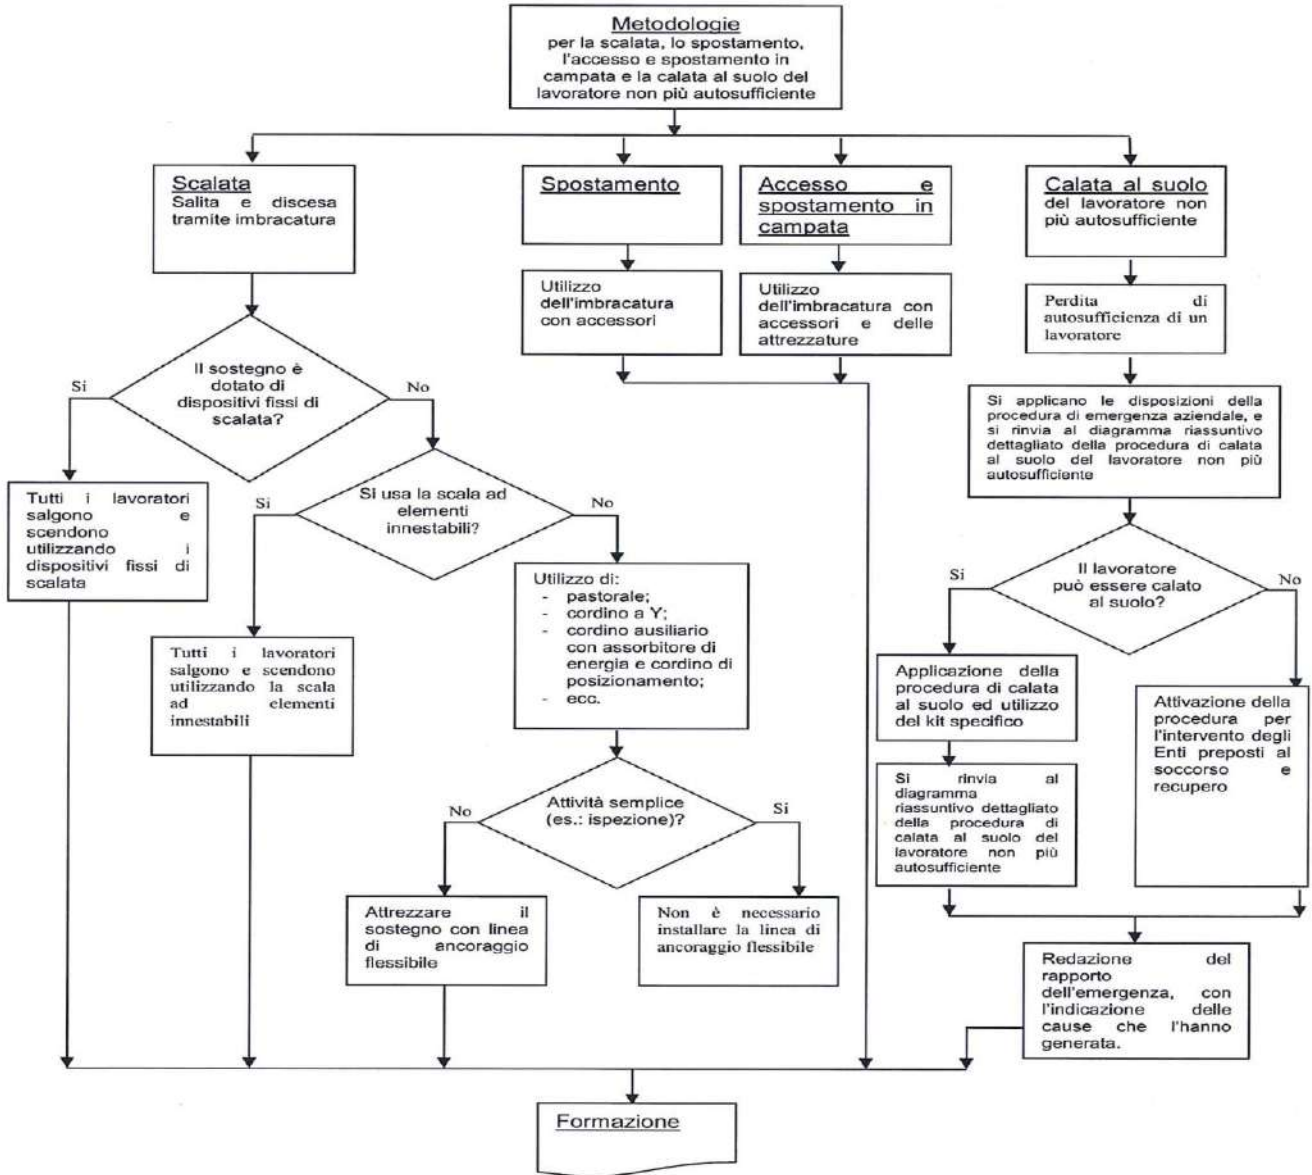 Metodologie
per la scalata, lo spostamento,
l'accesso e spostamento in
campata e la calata al suolo del
lavoratore non più autosufficiente
Scalata
Salita e discesa
tramite imbracatura
Spostamento
Accesso e
spostamento in
campata
Calata al suolo
del lavoratore non
più autosufficiente
Utilizzo
dell'imbracatura
con accessori
Utilizzo
dell'imbracatura con
accessori e delle
attrezzature
Perdita di
autosufficienza di un
lavoratore
Il sostegno è
dotato di
dispositivi fissi di
scalata?
Si
No
Si applicano le disposizioni della
procedura di emergenza aziendale, e
si rinvia al diagramma riassuntivo
dettagliato della procedura di calata
al suolo del lavoratore non più
autosufficiente
Tutti i lavoratori
salgono e
scendono
utilizzando i
dispositivi fissi di
scalata
Si usa la scala ad
elementi
innestabili?
Si
No
Il lavoratore
può essere calato
al suolo?
Si
No
Utilizzo di:
- pastorale;
- cordino a Y;
- cordino ausiliario
con assorbitore di
energia e cordino di
posizionamento;
- ecc.
Tutti i lavoratori
salgono e scendono
utilizzando la scala
ad elementi
innestabili
Applicazione della
procedura di calata
al suolo ed utilizzo
del kit specifico
Attivazione della
procedura per
l'intervento degli
Enti preposti al
soccorso e
recupero
Si rinvia al
diagramma
riassuntivo dettagliato
della procedura di
calata al suolo del
lavoratore non più
autosufficiente
Attività semplice
(es.: ispezione)?
No
Si
Attrezzare il
sostegno con linea
di ancoraggio
flessibile
Non è necessario
installare la linea di
ancoraggio flessibile
Redazione del
rapporto
dell'emergenza, con
l'indicazione delle
cause che l'hanno
generata.
Formazione